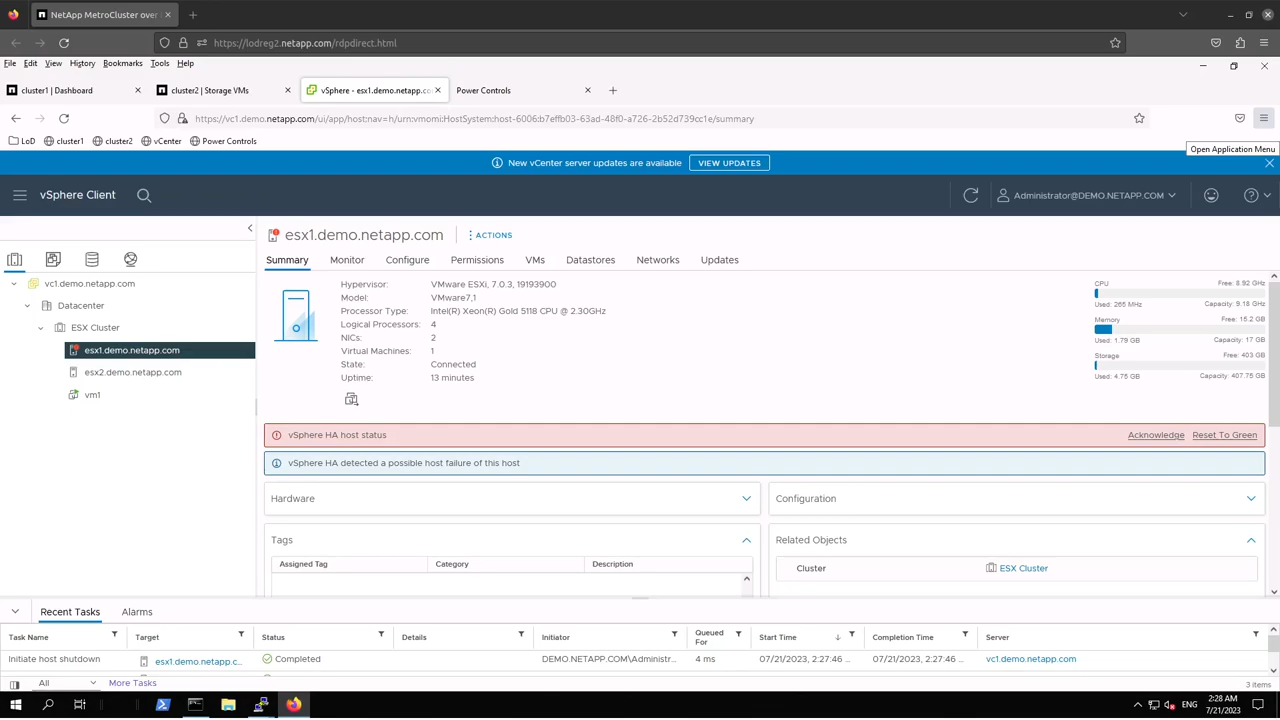 NetApp MetroCluster over
https://lodreg2.netapp.com/rdpdirect.html
File Edit View History Bookmarks Tools Help
cluster1 | Dashboard
cluster2 | Storage VMs
vSphere - esx1.demo.netapp.co
Power Controls
https://vc1.demo.netapp.com/ui/app/host;nav=h/urn:vmomi:HostSystem:host-6006:b7effb03-63ad-48f0-a726-2b52d739cc1e/summary
LoD cluster1 cluster2 vCenter Power Controls
Open Application Menu
New vCenter server updates are available VIEW UPDATES
vSphere Client
Administrator@DEMO.NETAPP.COM
esx1.demo.netapp.com
ACTIONS
Summary Monitor Configure Permissions VMs Datastores Networks Updates
vc1.demo.netapp.com
Datacenter
ESX Cluster
esx1.demo.netapp.com
esx2.demo.netapp.com
vm1
Hypervisor: VMware ESXi, 7.0.3, 19193900
Model: VMware7,1
Processor Type: Intel(R) Xeon(R) Gold 5118 CPU @ 2.30GHz
Logical Processors: 4
NICs: 2
Virtual Machines: 1
State: Connected
Uptime: 13 minutes
CPU Free: 8.92 GHz
Used: 265 MHz Capacity: 9.18 GHz
Memory Free: 15.2 GB
Used: 1.79 GB Capacity: 17 GB
Storage Free: 403 GB
Used: 4.75 GB Capacity: 407.75 GB
vSphere HA host status Acknowledge Reset To Green
vSphere HA detected a possible host failure of this host
Hardware
Configuration
Tags
Assigned Tag Category Description
Related Objects
Cluster ESX Cluster
Recent Tasks Alarms
Task Name Target Status Details Initiator Queued For Start Time Completion Time Server
Initiate host shutdown esx1.demo.netapp.c... Completed DEMO.NETAPP.COM\Administr... 4 ms 07/21/2023, 2:27:46 ... 07/21/2023, 2:27:46 ... vc1.demo.netapp.com
All More Tasks 3 items
ENG
2:28 AM
7/21/2023